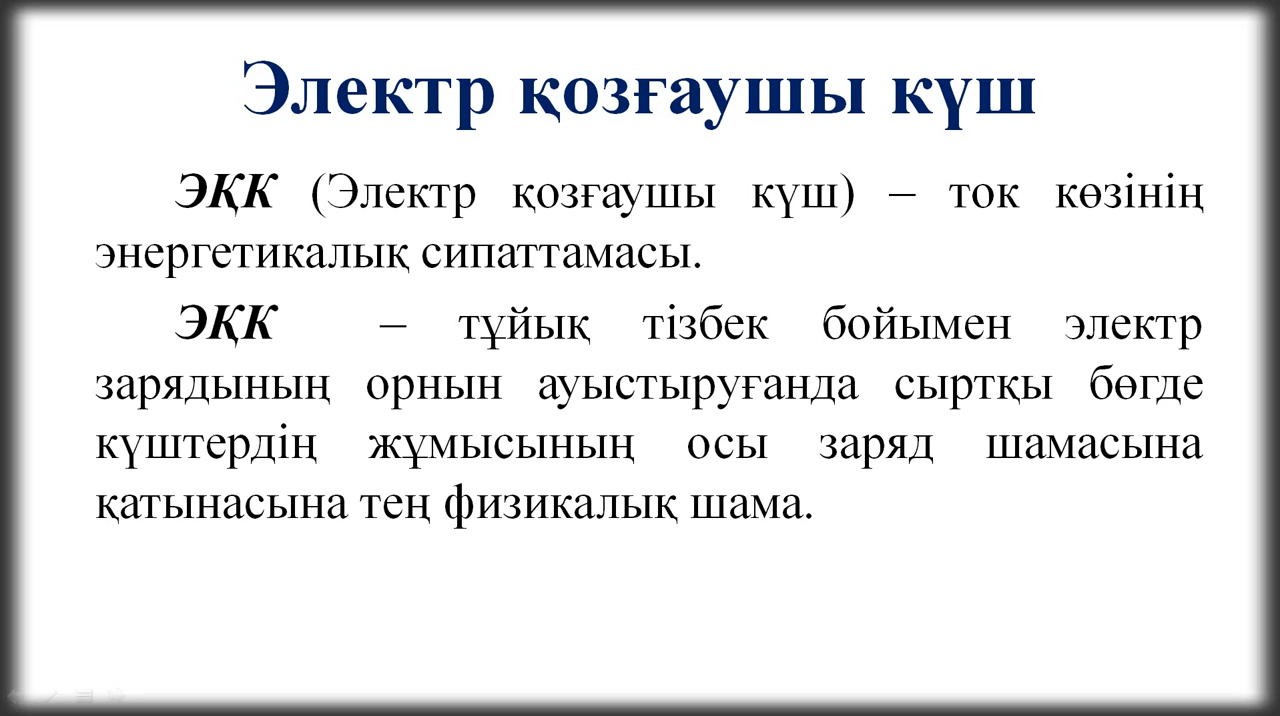 Электр қозғаушы күш
ЭҚК (Электр қозғаушы күш) – ток көзінің
энергетикалық сипаттамасы.
ЭҚК – тұйық тізбек бойымен электр
зарядының орнын ауыстыруғанда сыртқы бөгде
күштердің жұмысының осы заряд шамасына
қатынасына тең физикалық шама.